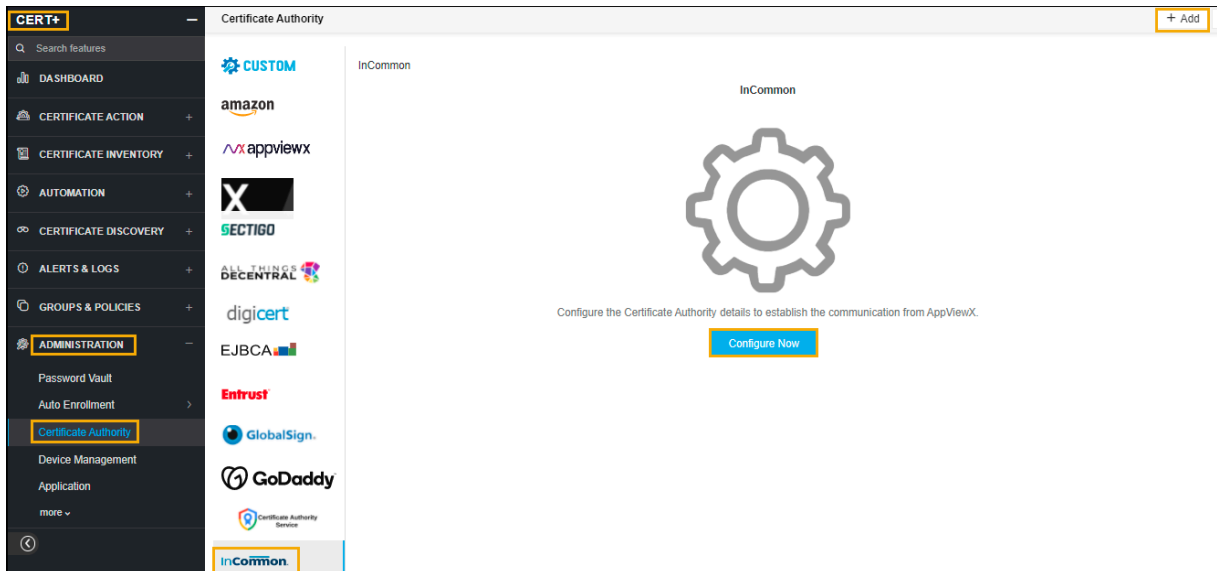 CERT+
Certificate Authority
+ Add
Search features
DASHBOARD
CERTIFICATE ACTION +
CERTIFICATE INVENTORY +
AUTOMATION +
CERTIFICATE DISCOVERY +
ALERTS & LOGS +
GROUPS & POLICIES +
ADMINISTRATION
Password Vault
Auto Enrollment
Certificate Authority
Device Management
Application
more
CUSTOM
amazon
appviewx
X
SECTIGO
ALL THINGS
DECENTRAL
digicert
EJBCA
Entrust
GlobalSign.
GoDaddy
Certificate Authority
Service
InCommon.
InCommon
InCommon
Configure the Certificate Authority details to establish the communication from AppViewX.
Configure Now